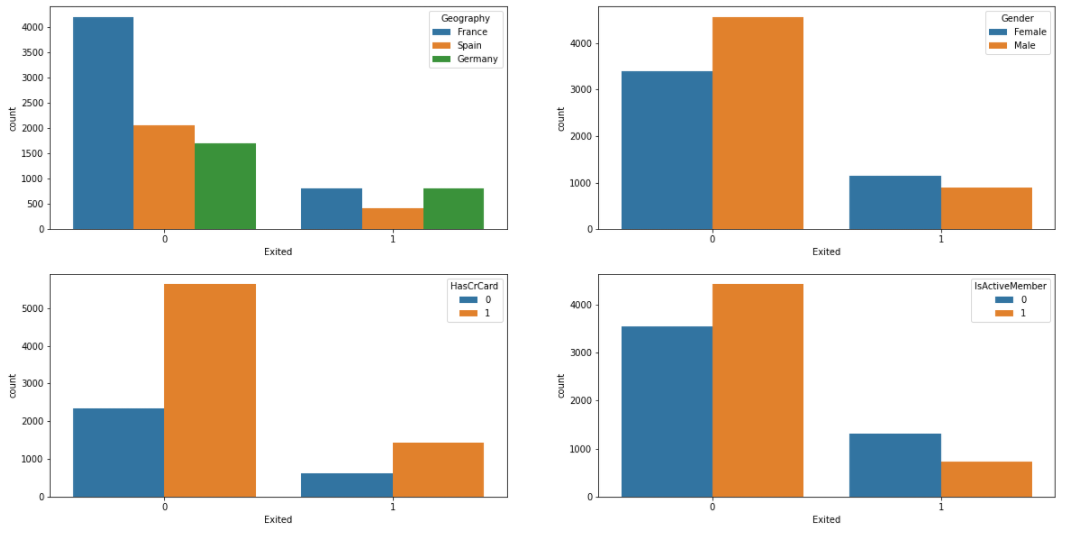 Geography
France
Spain
Germany
4000
3500
3000
2500
2000
1500
1000
500
0
count
0 1
Exited
Gender
Female
Male
4000
3000
2000
1000
0
count
0 1
Exited
HasCrCard
0
1
5000
4000
3000
2000
1000
0
count
0 1
Exited
IsActiveMember
0
1
4000
3000
2000
1000
0
count
0 1
Exited